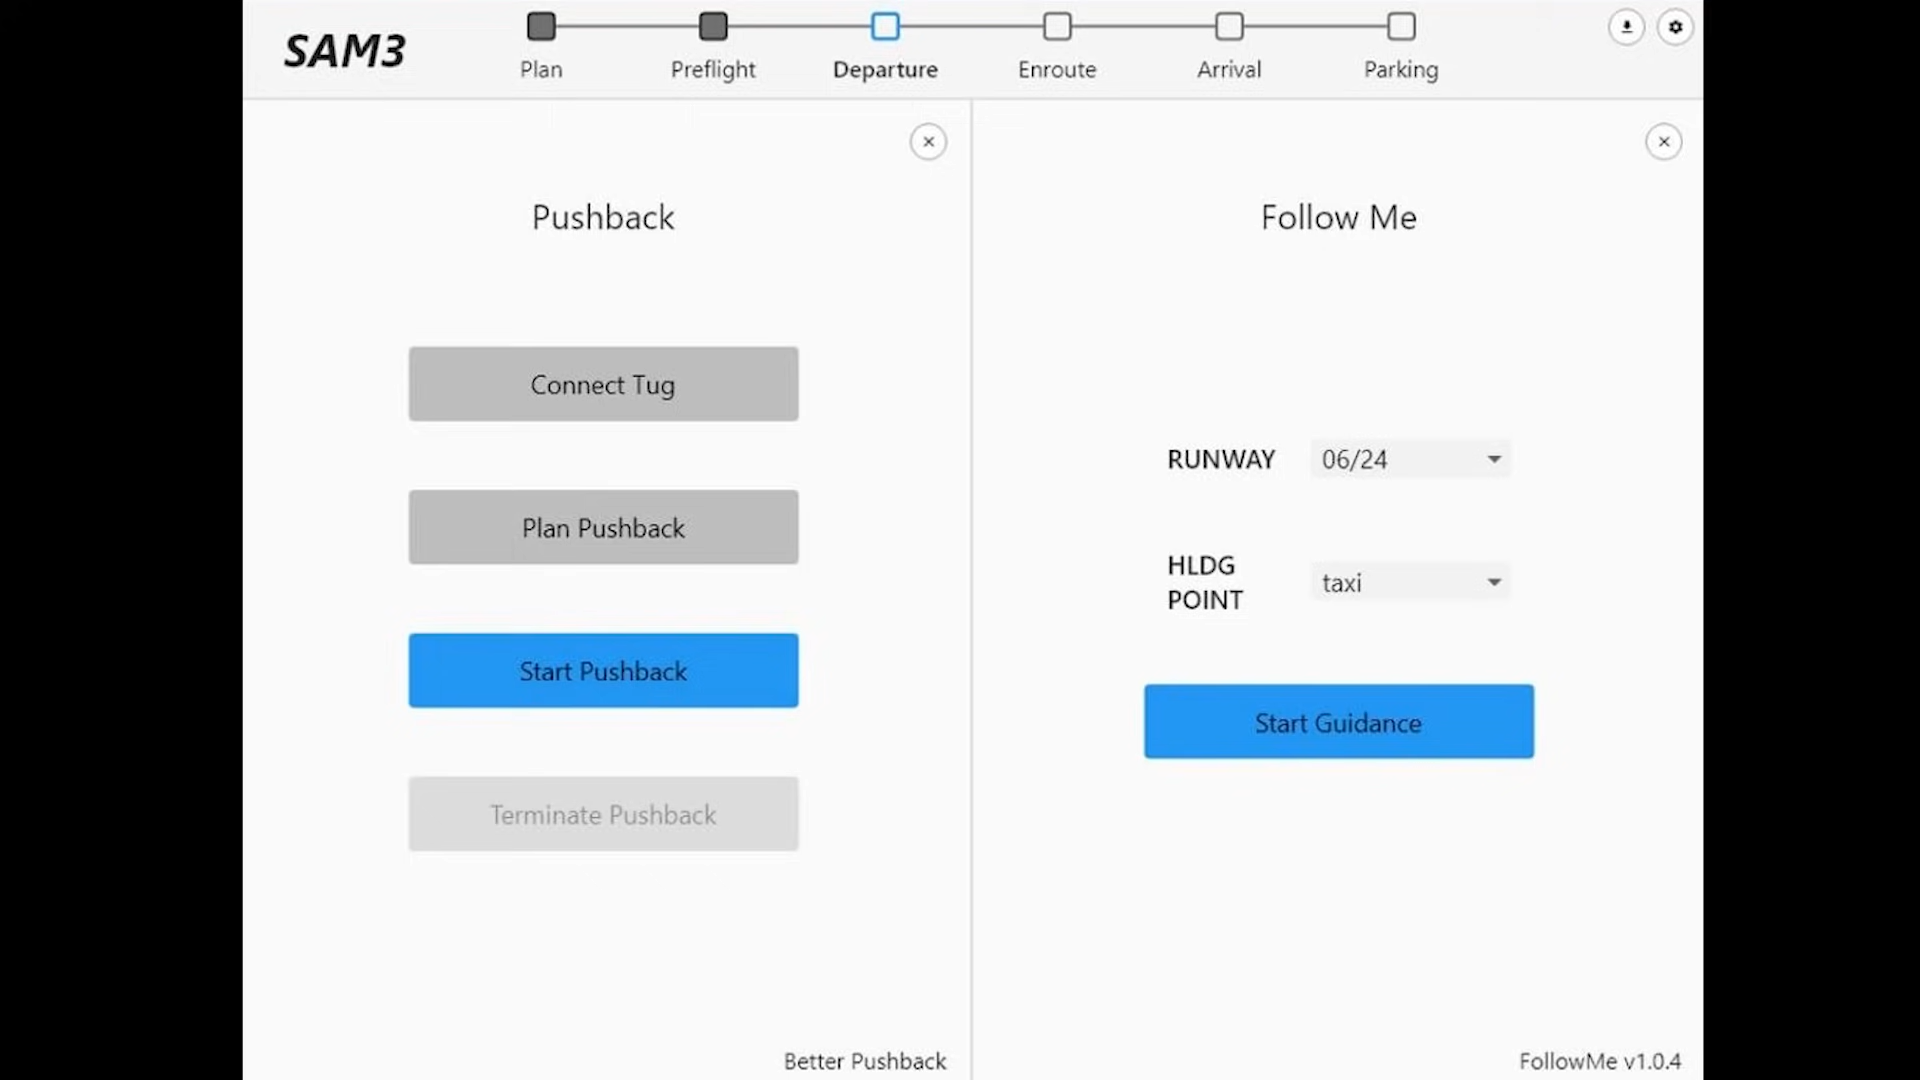 SAM3
Plan
Preflight
Departure
Enroute
Arrival
Parking
Pushback
Connect Tug
Plan Pushback
Start Pushback
Terminate Pushback
Better Pushback
Follow Me
RUNWAY 06/24
HLDG
POINT
taxi
Start Guidance
FollowMe v1.0.4